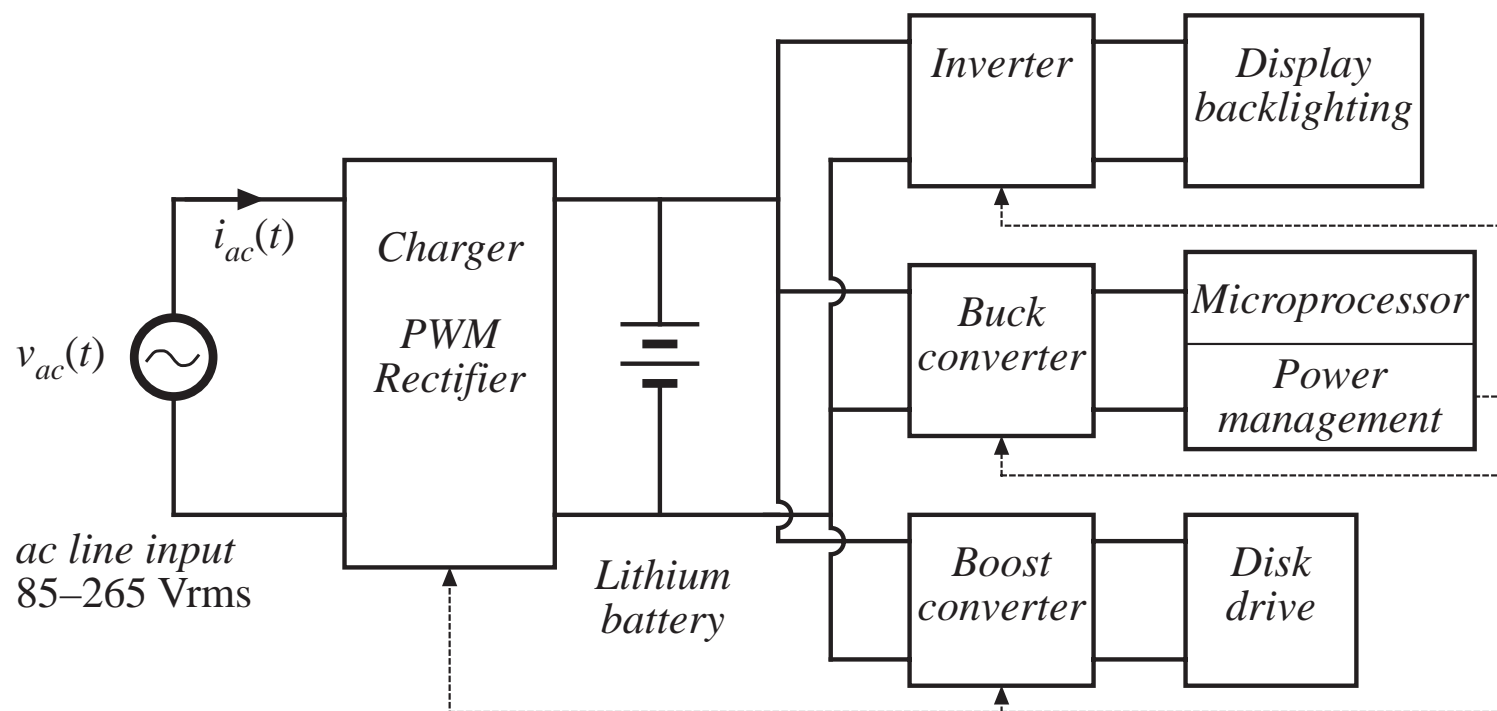 Inverter
Display
backlighting
i_ac(t)
Charger
PWM
Rectifier
v_ac(t)
Buck
converter
Microprocessor
Power
management
ac line input
85–265 Vrms
Lithium
battery
Boost
converter
Disk
drive